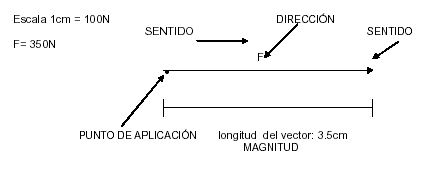 Escala 1cm = 100N
DIRECCIÓN
SENTIDO
SENTIDO
F= 350N
F
PUNTO DE APLICACIÓN
longitud del vector: 3.5cm
MAGNITUD